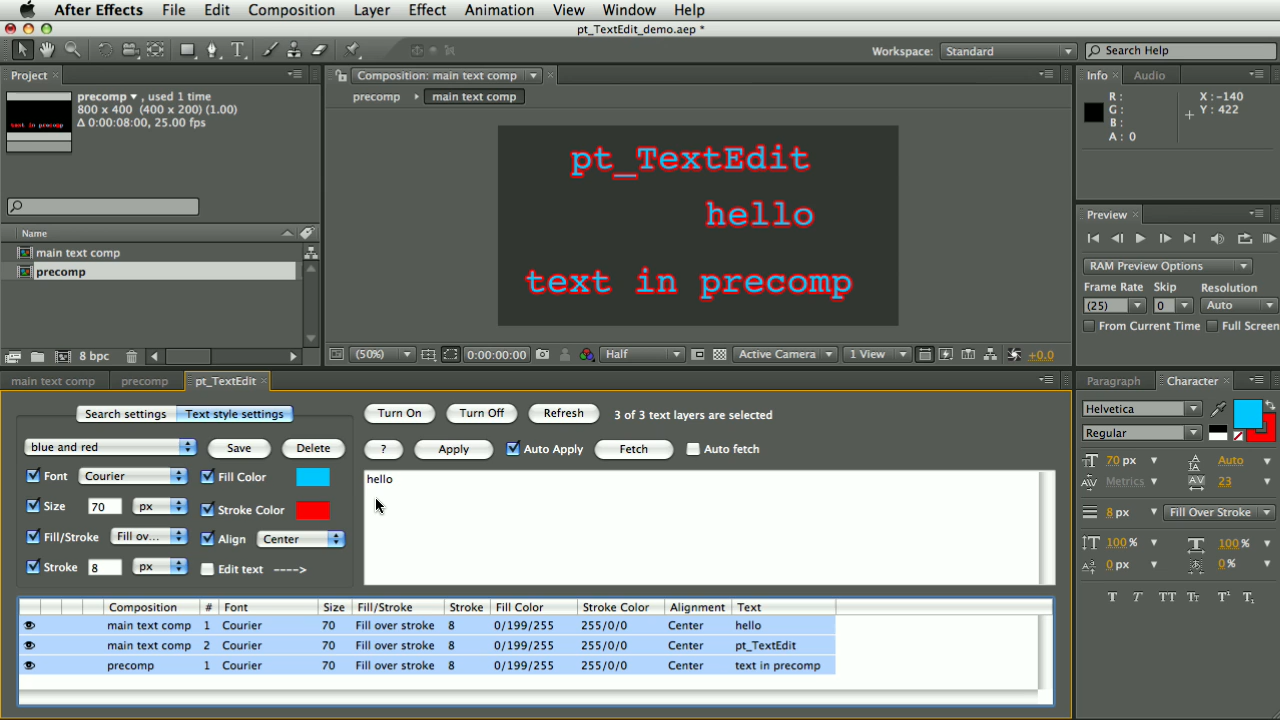 After Effects File Edit Composition Layer Effect Animation View Window Help
pt_TextEdit_demo.aep *
Workspace: Standard Search Help
Project
precomp , used 1 time
800 x 400 (400 x 200) (1.00)
Δ 0:00:08:00, 25.00 fps
text in precomp
Name
main text comp
precomp
8 bpc
Composition: main text comp
precomp main text comp
pt_TextEdit
hello
text in precomp
(50%) 0:00:00:00 Half Active Camera 1 View +0.0
Info Audio
R: X: -140
G: Y: 422
B:
A: 0
Preview
RAM Preview Options
Frame Rate Skip Resolution
(25) 0 Auto
From Current Time Full Screen
main text comp precomp pt_TextEdit
Search settings Text style settings Turn On Turn Off Refresh 3 of 3 text layers are selected
blue and red Save Delete ? Apply Auto Apply Fetch Auto fetch
Font Courier Fill Color
Size 70 px Stroke Color
Fill/Stroke Fill ov... Align Center
Stroke 8 px Edit text ---->
hello
Composition # Font Size Fill/Stroke Stroke Fill Color Stroke Color Alignment Text
main text comp 1 Courier 70 Fill over stroke 8 0/199/255 255/0/0 Center hello
main text comp 2 Courier 70 Fill over stroke 8 0/199/255 255/0/0 Center pt_TextEdit
precomp 1 Courier 70 Fill over stroke 8 0/199/255 255/0/0 Center text in precomp
Paragraph Character
Helvetica
Regular
70 px Auto
Metrics 23
8 px Fill Over Stroke
100 % 100 %
0 px 0 %
T T TT Tr T¹ T,